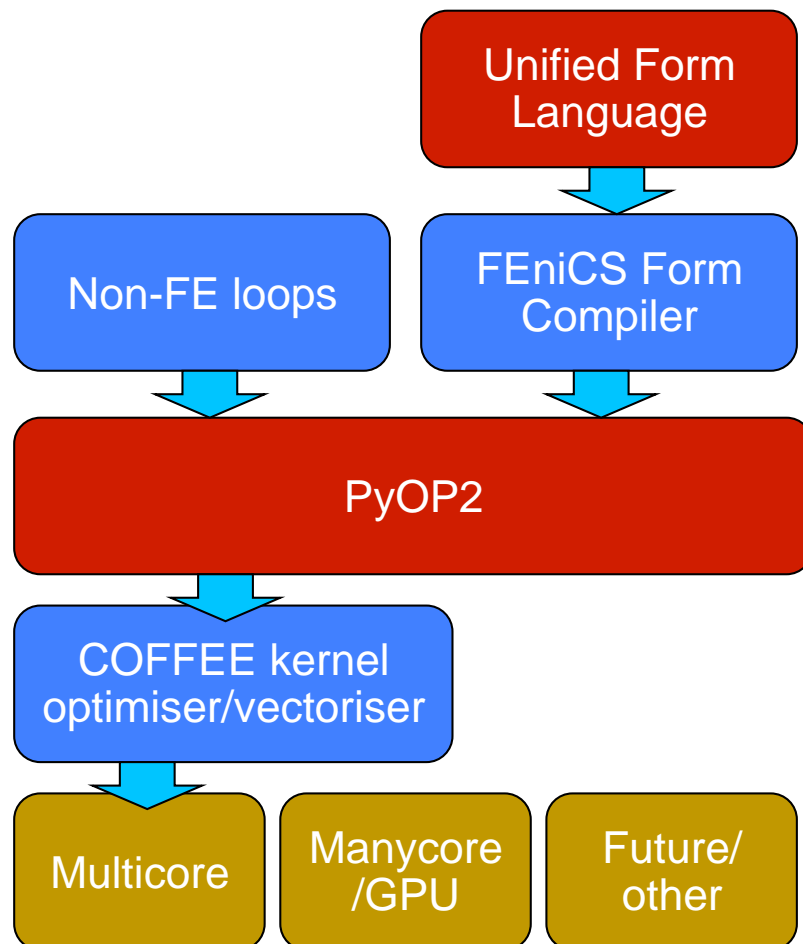 Unified Form
Language
Non-FE loops
FEniCS Form
Compiler
PyOP2
COFFEE kernel
optimiser/vectoriser
Multicore
Manycore
/GPU
Future/
other